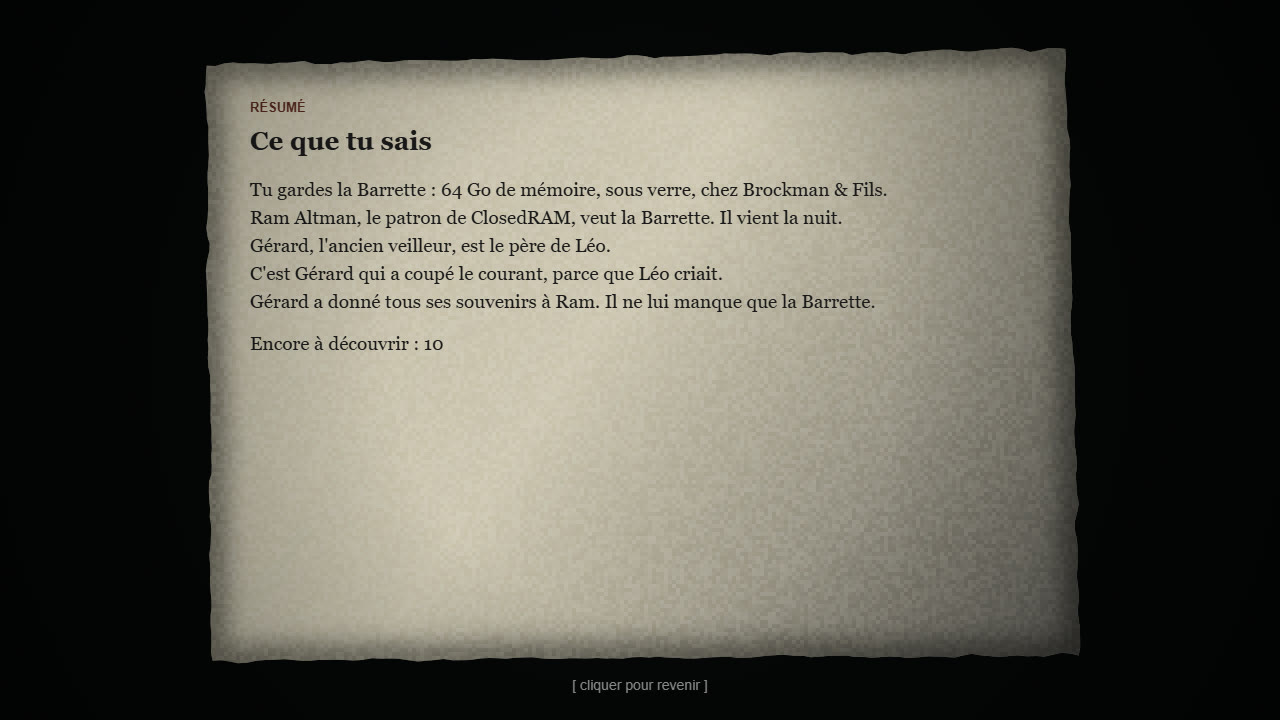 RÉSUMÉ
Ce que tu sais
Tu gardes la Barrette : 64 Go de mémoire, sous verre, chez Brockman & Fils.
Ram Altman, le patron de ClosedRAM, veut la Barrette. Il vient la nuit.
Gérard, l'ancien veilleur, est le père de Léo.
C'est Gérard qui a coupé le courant, parce que Léo criait.
Gérard a donné tous ses souvenirs à Ram. Il ne lui manque que la Barrette.
Encore à découvrir : 10
[ cliquer pour revenir ]